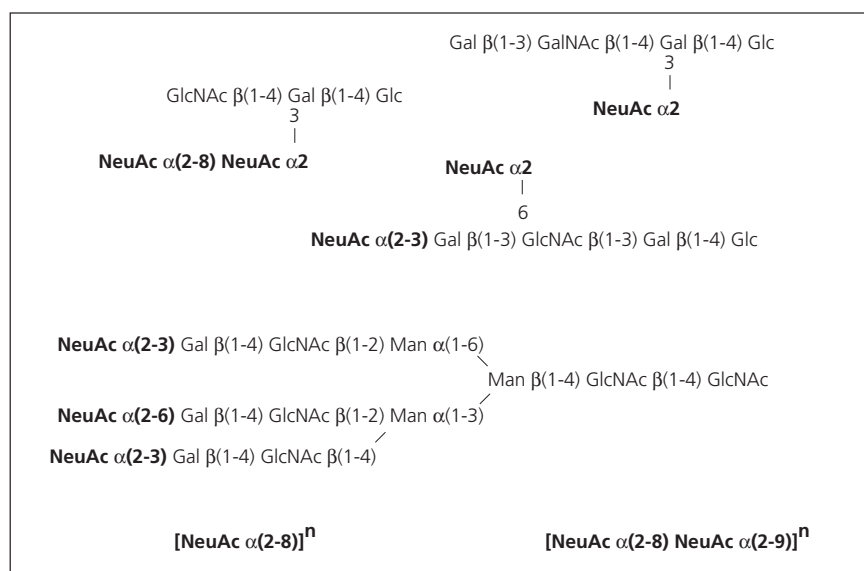 Gal β(1-3) GalNAc β(1-4) Gal β(1-4) Glc
3
NeuAc α2
GlcNAc β(1-4) Gal β(1-4) Glc
3
NeuAc α(2-8) NeuAc α2
NeuAc α2
6
NeuAc α(2-3) Gal β(1-3) GlcNAc β(1-3) Gal β(1-4) Glc
NeuAc α(2-3) Gal β(1-4) GlcNAc β(1-2) Man α(1-6)
Man β(1-4) GlcNAc β(1-4) GlcNAc
NeuAc α(2-6) Gal β(1-4) GlcNAc β(1-2) Man α(1-3)
NeuAc α(2-3) Gal β(1-4) GlcNAc β(1-4)
[NeuAc α(2-8)]n
[NeuAc α(2-8) NeuAc α(2-9)]n